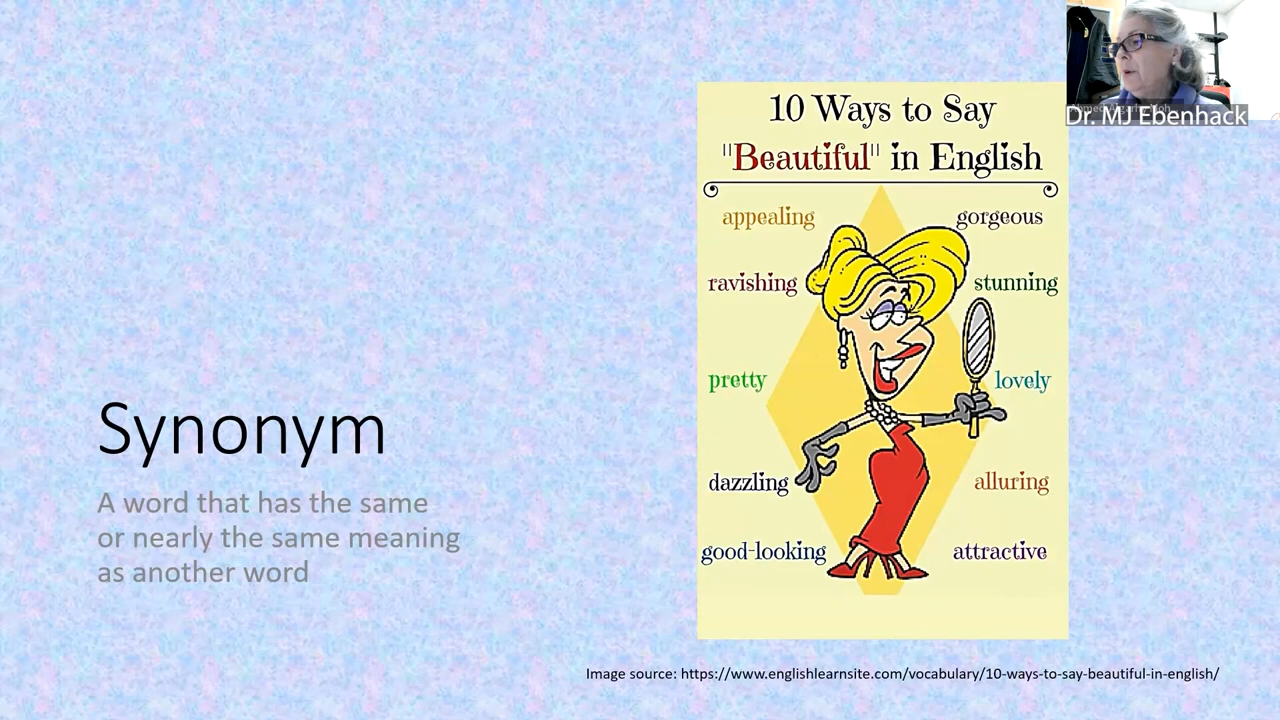 Synonym
A word that has the same
or nearly the same meaning
as another word
10 Ways to Say
"Beautiful" in English
appealing
gorgeous
ravishing
stunning
pretty
lovely
dazzling
alluring
good-looking
attractive
Image source: https://www.englishlearnsite.com/vocabulary/10-ways-to-say-beautiful-in-english/
Dr. MJ Ebenhack